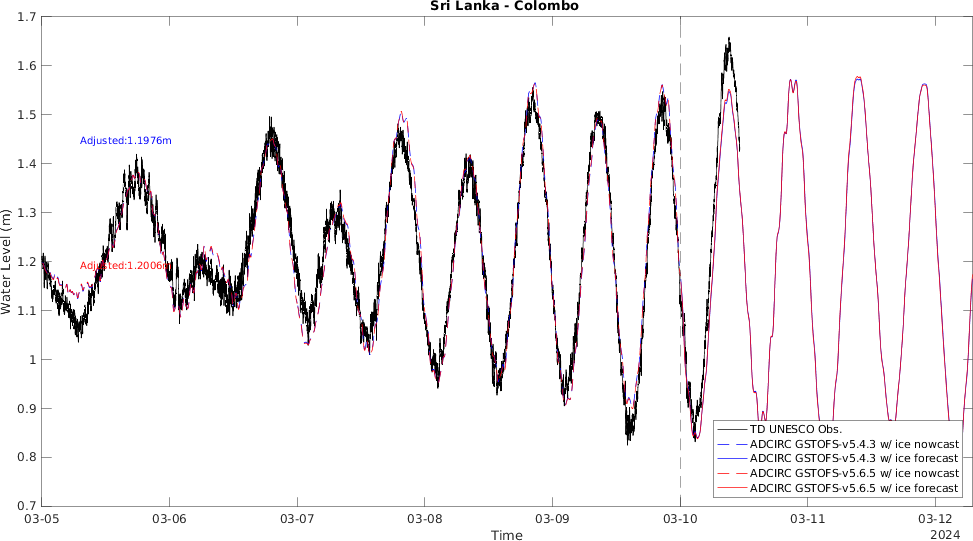 Sri Lanka - Colombo
1.7
1.6
1.5
1.4
1.3
1.2
1.1
1
0.9
0.8
0.7
Water Level (m)
Adjusted:1.1976m
Adjusted:1.2006m
TD UNESCO Obs.
ADCIRC GSTOFS-v5.4.3 w/ ice nowcast
ADCIRC GSTOFS-v5.4.3 w/ ice forecast
ADCIRC GSTOFS-v5.6.5 w/ ice nowcast
ADCIRC GSTOFS-v5.6.5 w/ ice forecast
03-05 03-06 03-07 03-08 03-09 03-10 03-11 03-12
Time
2024